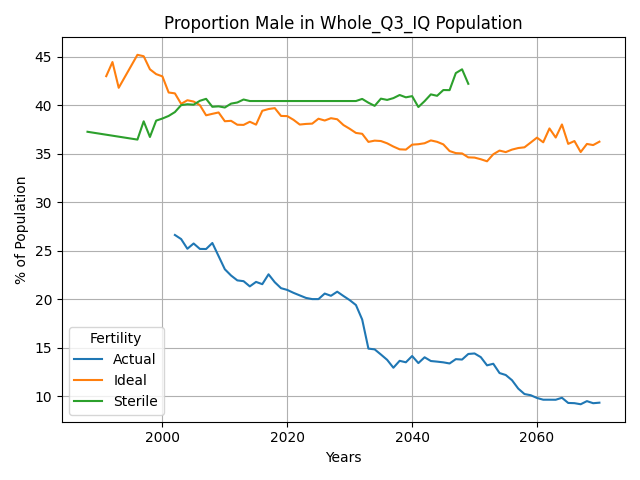 Proportion Male in Whole_Q3_IQ Population
% of Population
45
40
35
30
25
20
15
10
Fertility
Actual
Ideal
Sterile
2000 2020 2040 2060
Years